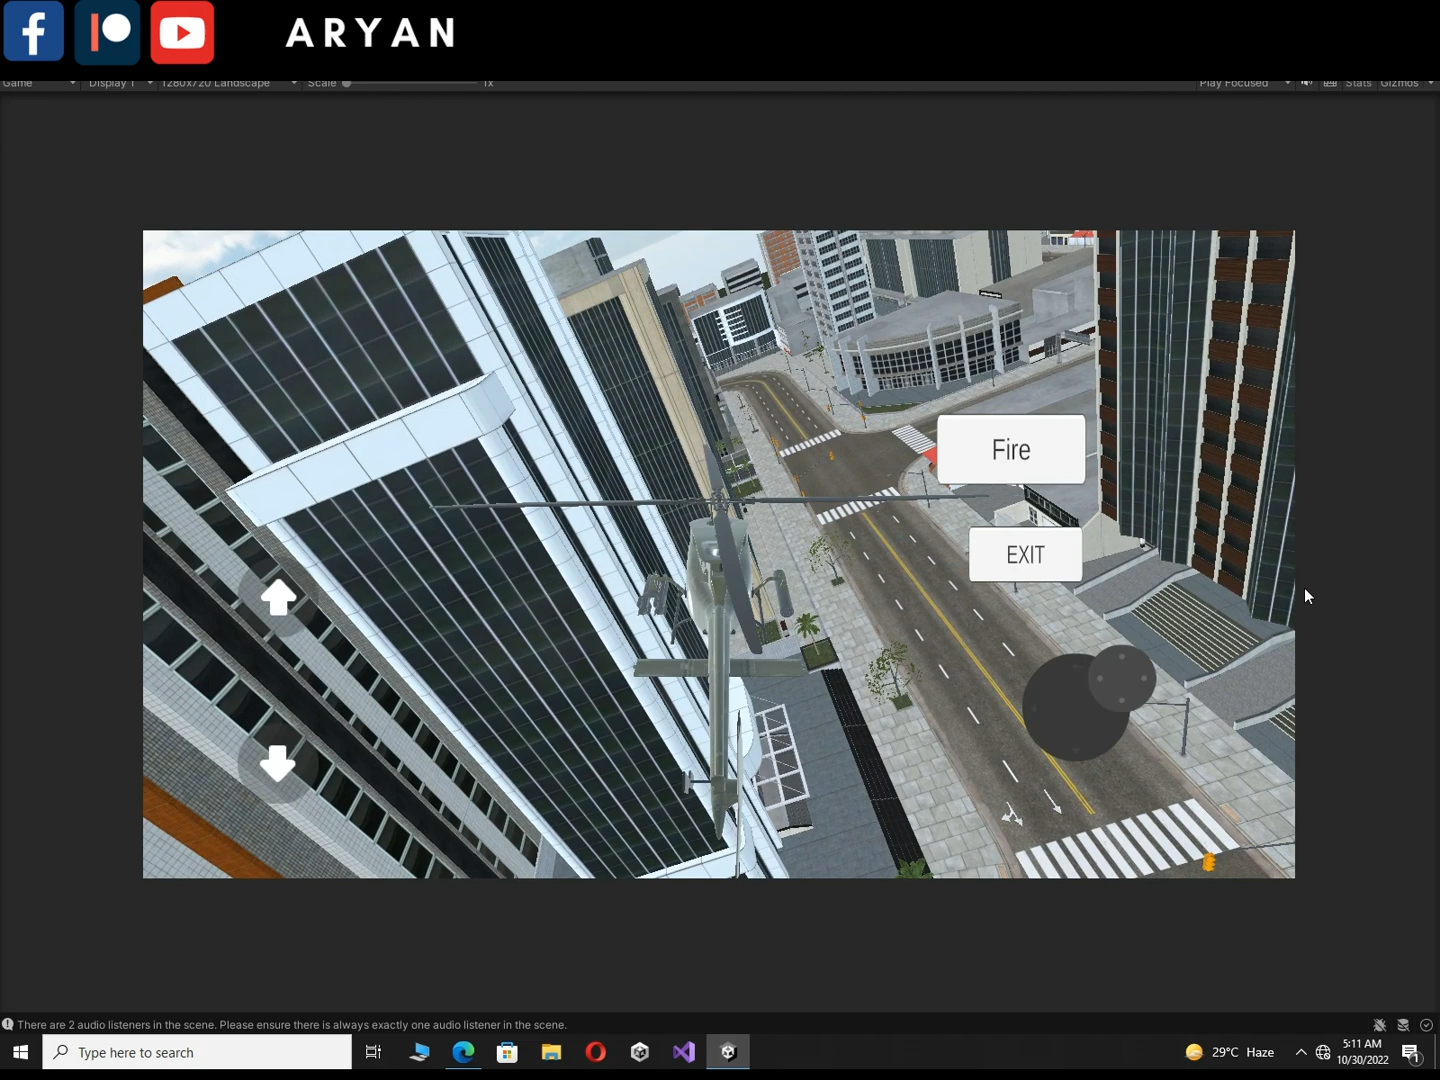 ARYAN
Game Display 1 1280x720 Landscape Scale 1x Play Focused Stats Gizmos
Fire
EXIT
There are 2 audio listeners in the scene. Please ensure there is always exactly one audio listener in the scene.
Type here to search
29°C Haze
5:11 AM
10/30/2022
1